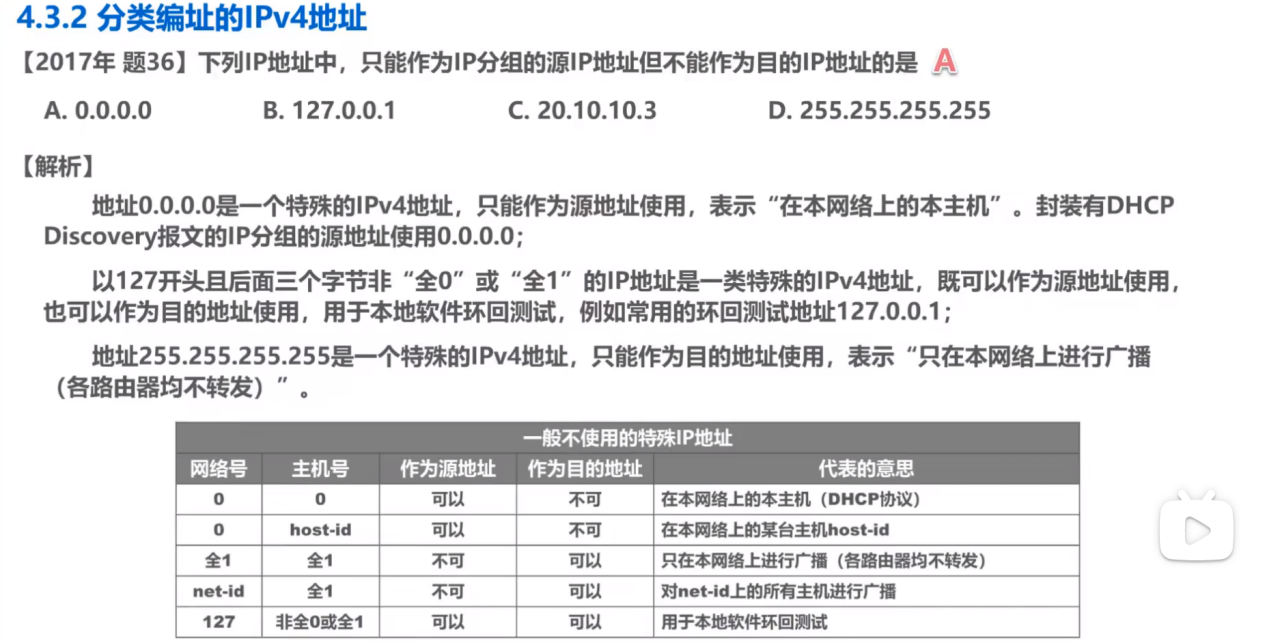 4.3.2 分类编址的IPv4地址
【2017年 题36】下列IP地址中，只能作为IP分组的源IP地址但不能作为目的IP地址的是 A
A. 0.0.0.0 B. 127.0.0.1 C. 20.10.10.3 D. 255.255.255.255
【解析】
地址0.0.0.0是一个特殊的IPv4地址，只能作为源地址使用，表示“在本网络上的本主机”。封装有DHCP
Discovery报文的IP分组的源地址使用0.0.0.0；
以127开头且后面三个字节非“全0”或“全1”的IP地址是一类特殊的IPv4地址，既可以作为源地址使用，
也可以作为目的地址使用，用于本地软件环回测试，例如常用的环回测试地址127.0.0.1；
地址255.255.255.255是一个特殊的IPv4地址，只能作为目的地址使用，表示“只在本网络上进行广播
（各路由器均不转发）”。
一般不使用的特殊IP地址
网络号 主机号 作为源地址 作为目的地址 代表的意思
0 0 可以 不可 在本网络上的本主机（DHCP协议）
0 host-id 可以 不可 在本网络上的某台主机host-id
全1 全1 不可 可以 只在本网络上进行广播（各路由器均不转发）
net-id 全1 不可 可以 对net-id上的所有主机进行广播
127 非全0或全1 可以 可以 用于本地软件环回测试